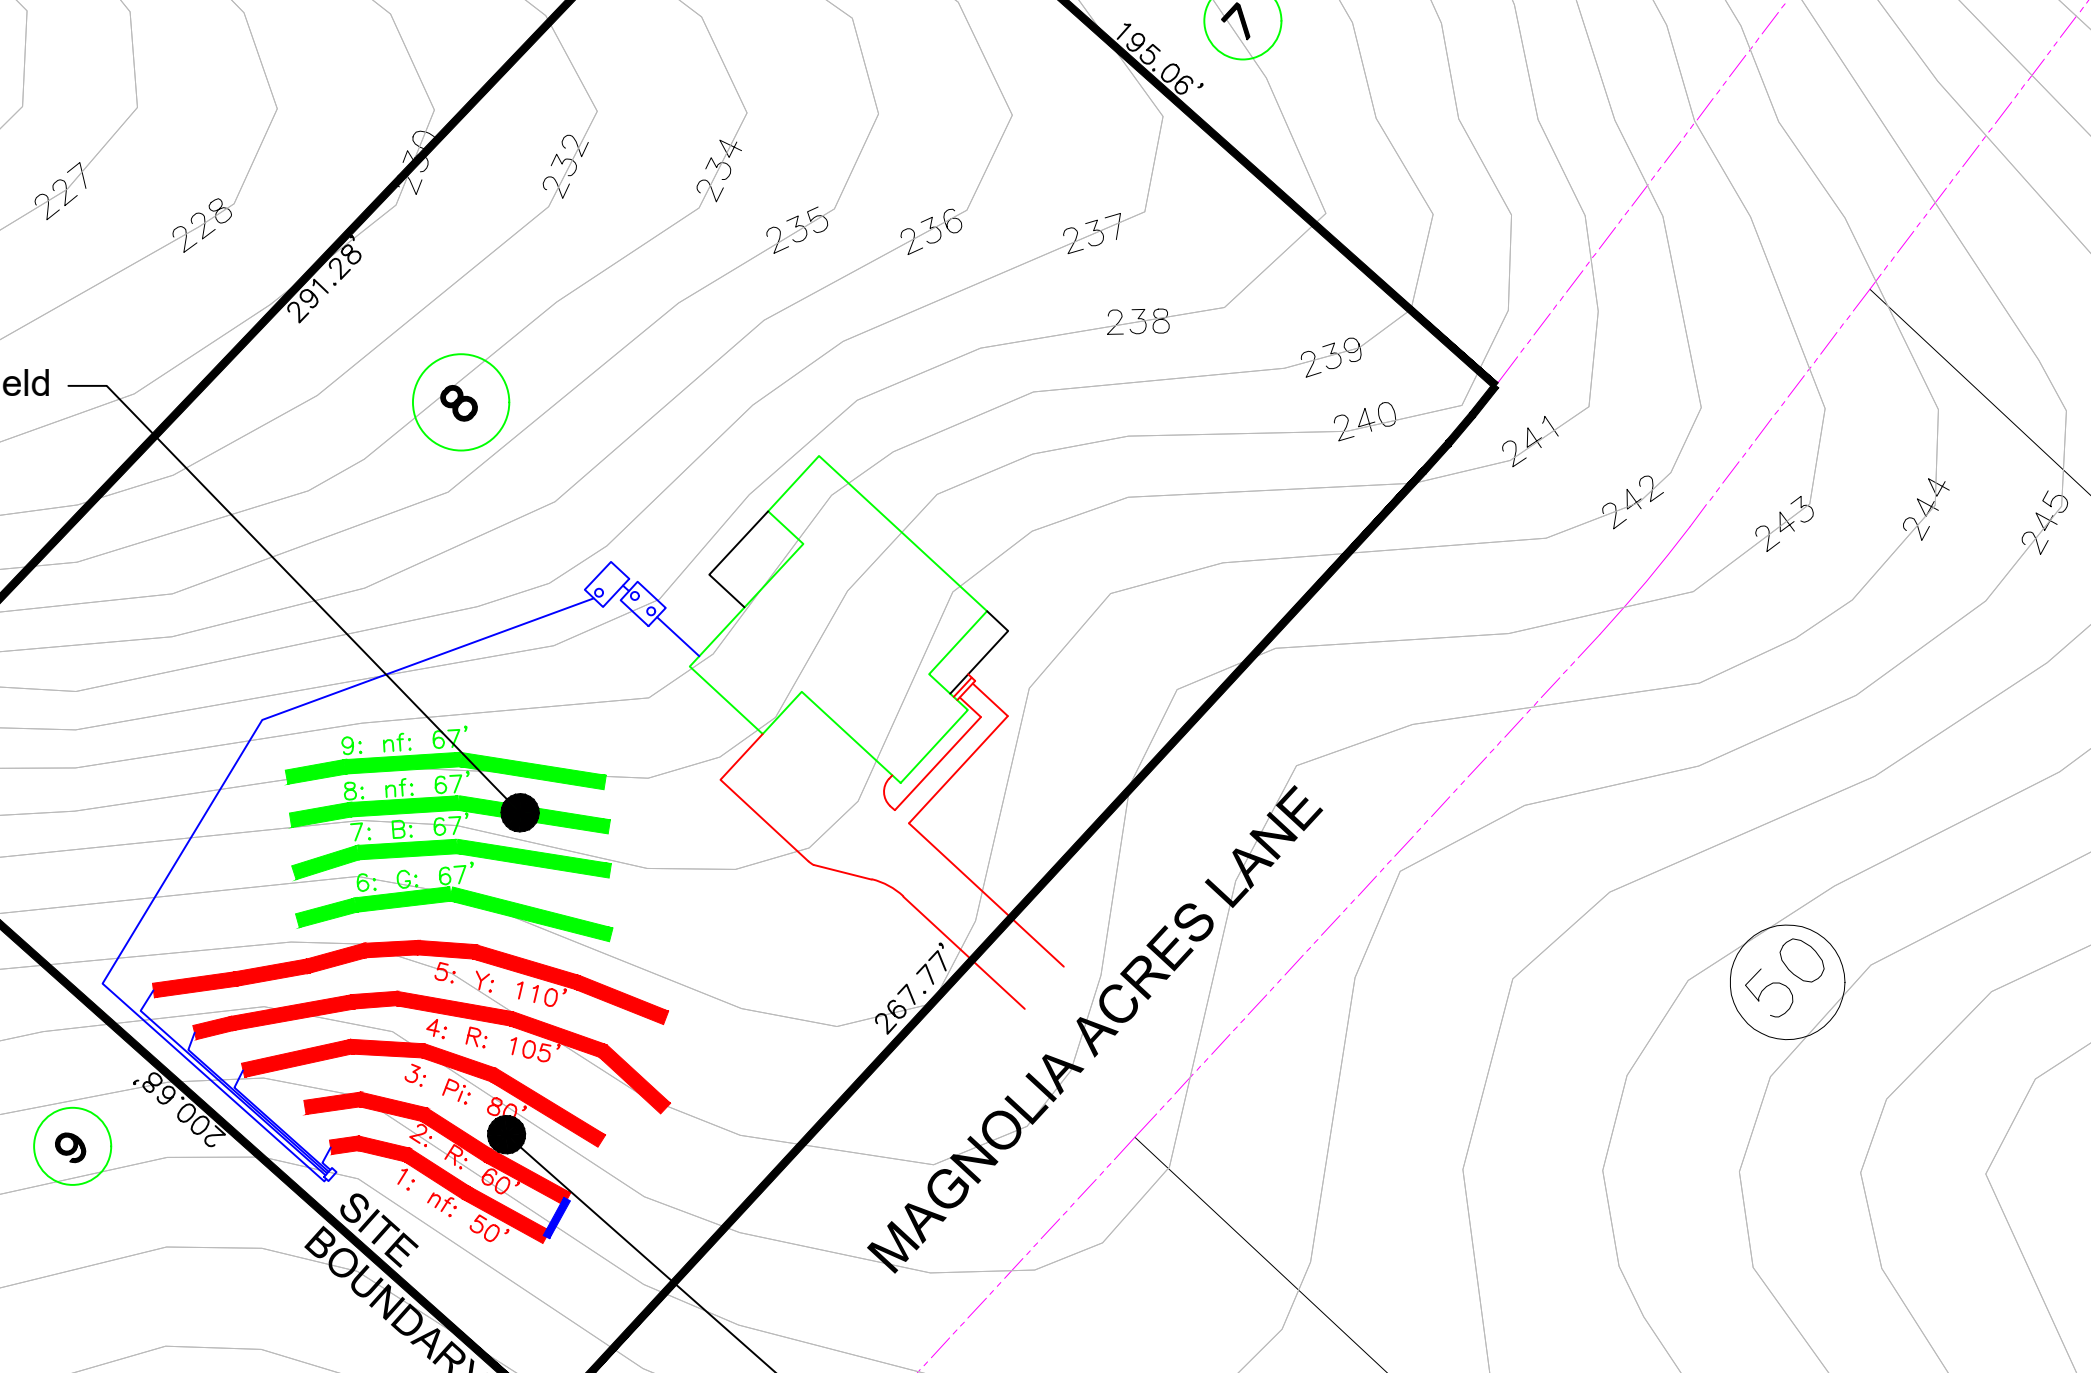 7
195.06'
227
228
230
232
234
235
236
237
291.28'
238
239
240
241
242
243
244
245
eld
8
9: nf: 67'
8: nf: 67'
7: B: 67'
6: G: 67'
5: Y: 110'
4: R: 105'
3: Pi: 80'
2: R: 60'
1: nf: 50'
267.77'
MAGNOLIA ACRES LANE
50
200.68'
9
SITE
BOUNDARY